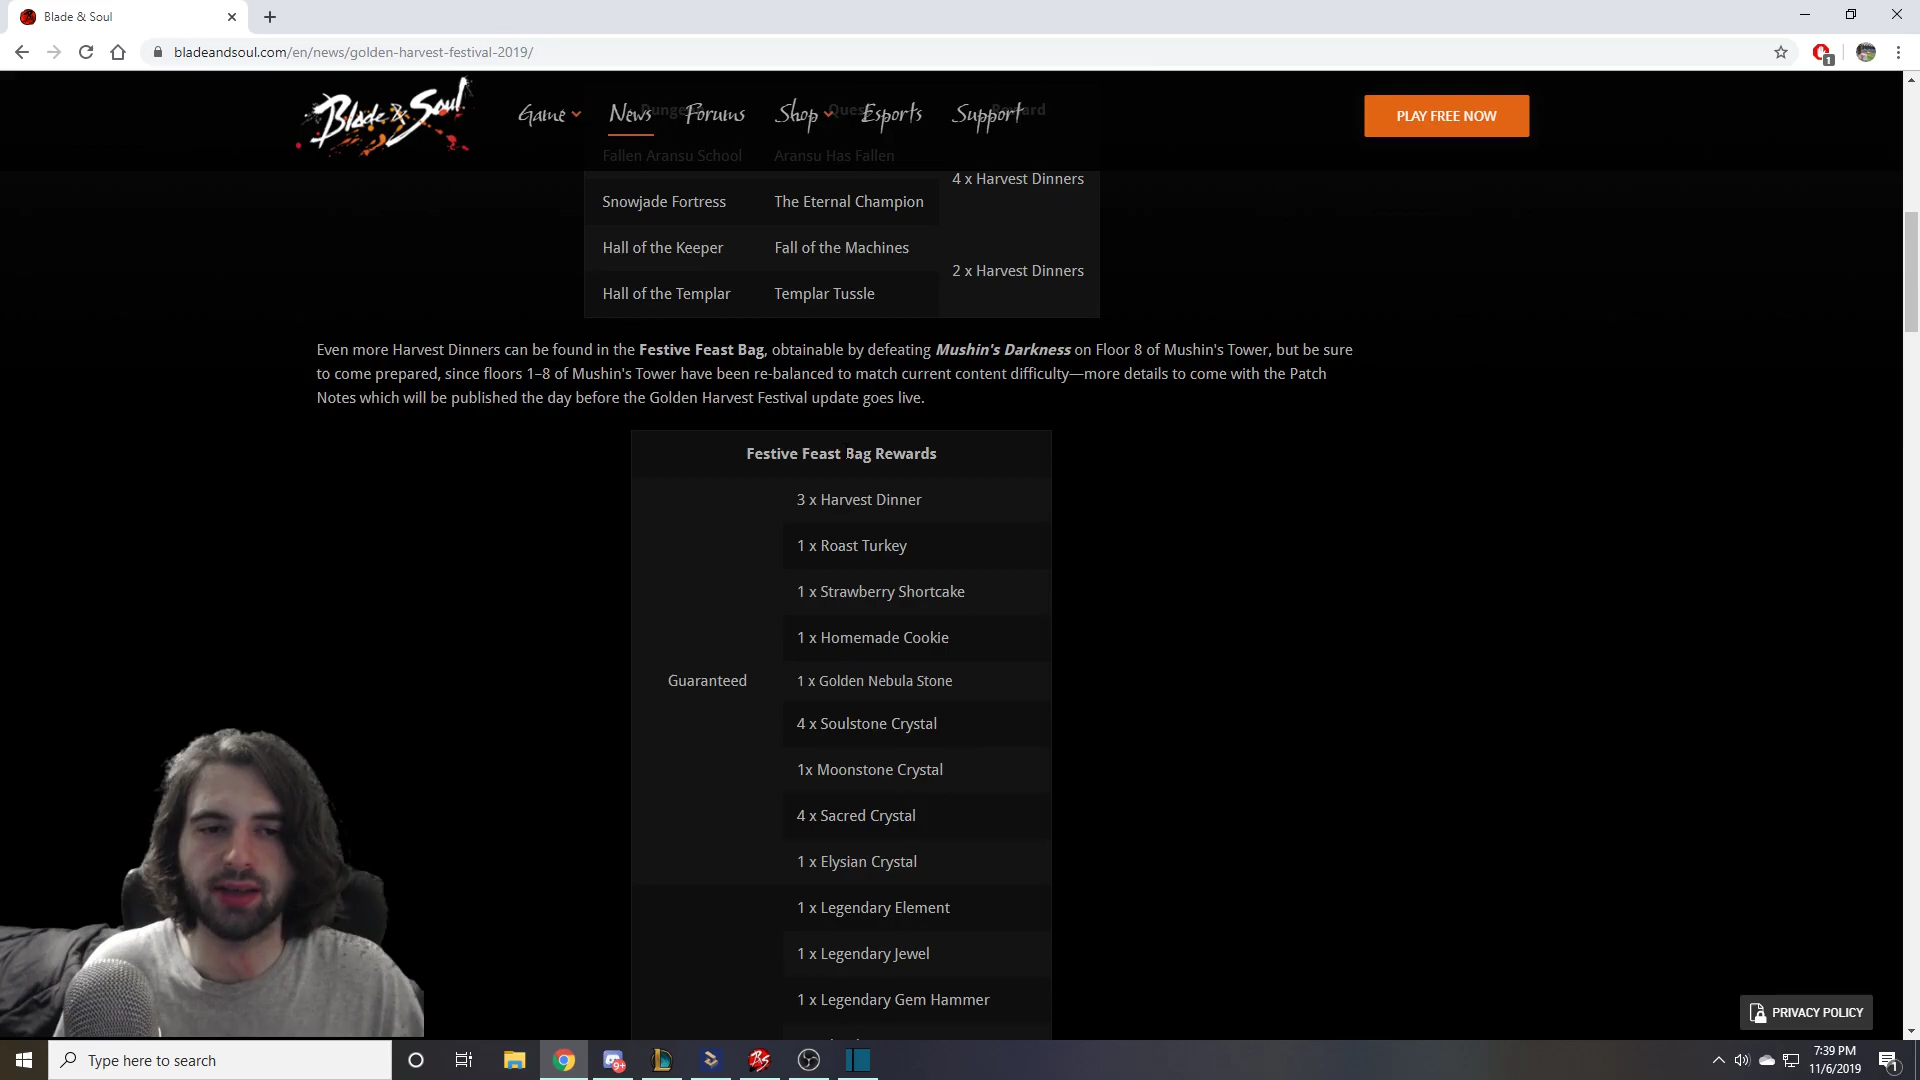 Blade & Soul
bladeandsoul.com/en/news/golden-harvest-festival-2019/
1
Blade & Soul
Game News Forums Shop Esports Support
PLAY FREE NOW
Dungeon Quest Reward
Fallen Aransu School Aransu Has Fallen
4 x Harvest Dinners
Snowjade Fortress The Eternal Champion
Hall of the Keeper Fall of the Machines
2 x Harvest Dinners
Hall of the Templar Templar Tussle
Even more Harvest Dinners can be found in the Festive Feast Bag, obtainable by defeating Mushin's Darkness on Floor 8 of Mushin's Tower, but be sure
to come prepared, since floors 1–8 of Mushin's Tower have been re-balanced to match current content difficulty—more details to come with the Patch
Notes which will be published the day before the Golden Harvest Festival update goes live.
Festive Feast Bag Rewards
3 x Harvest Dinner
1 x Roast Turkey
1 x Strawberry Shortcake
1 x Homemade Cookie
Guaranteed 1 x Golden Nebula Stone
4 x Soulstone Crystal
1x Moonstone Crystal
4 x Sacred Crystal
1 x Elysian Crystal
1 x Legendary Element
1 x Legendary Jewel
1 x Legendary Gem Hammer
PRIVACY POLICY
Type here to search
9+
BS
7:39 PM
11/6/2019
1